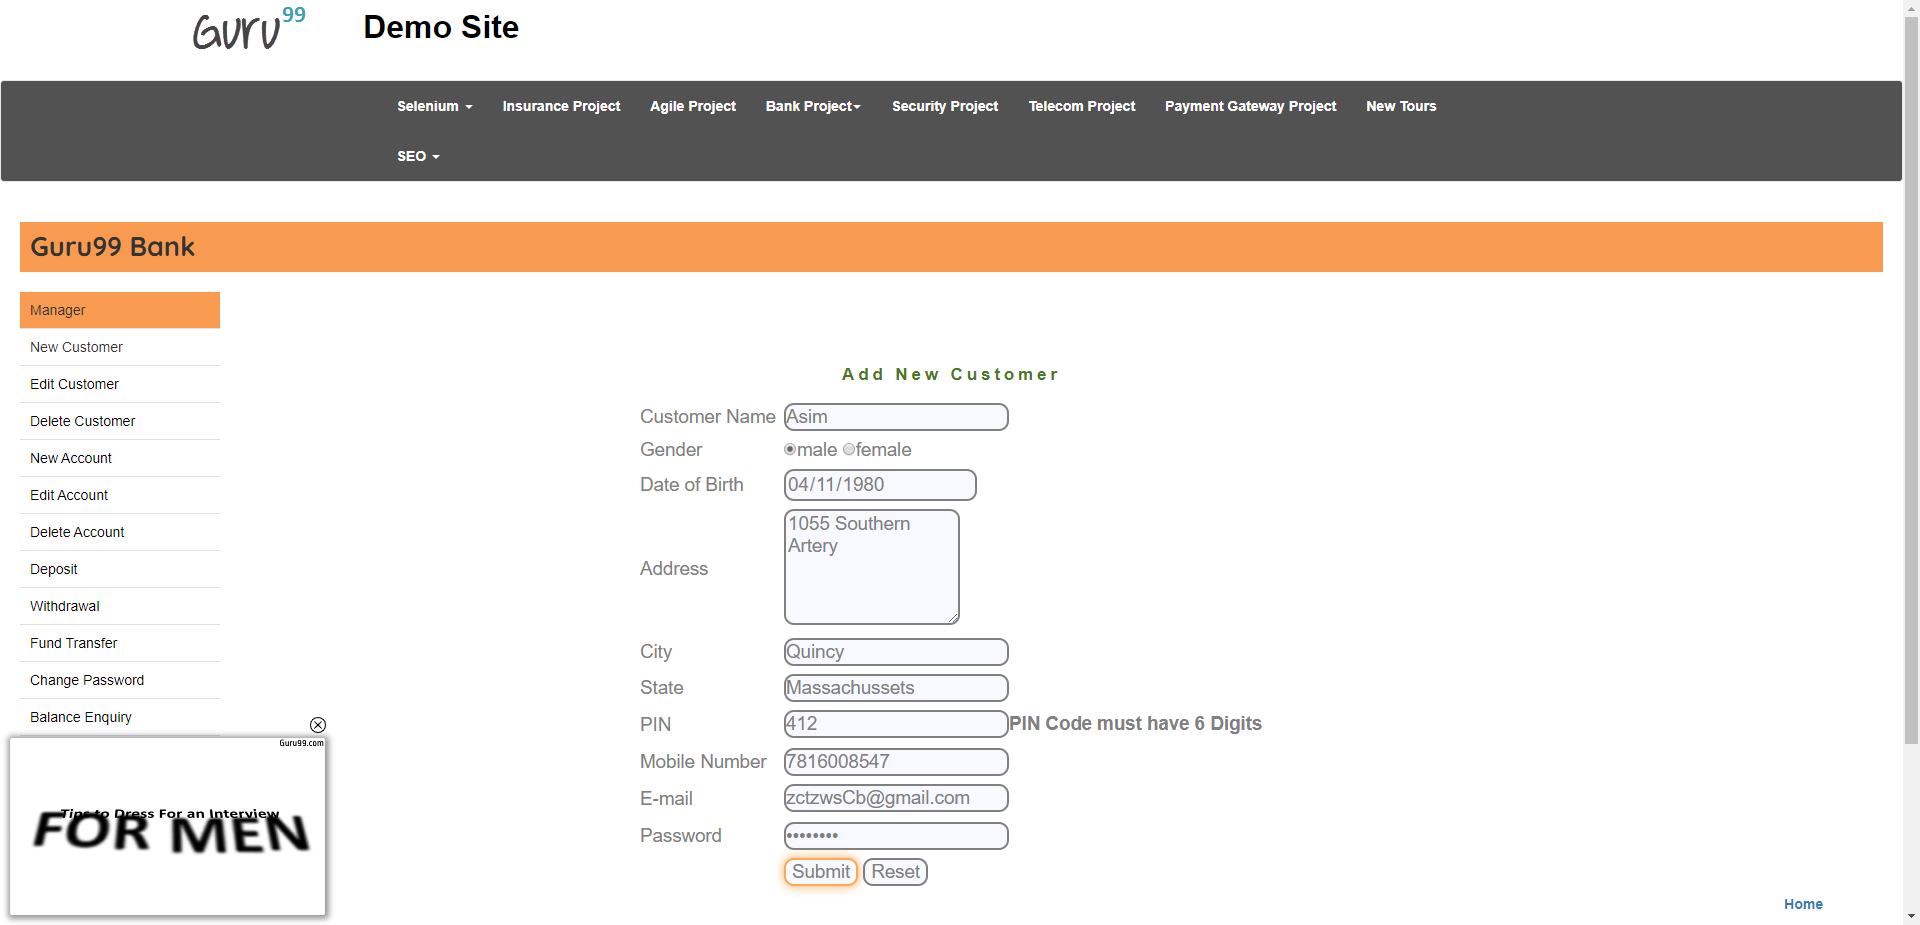 Guru99
Demo Site
Selenium Insurance Project Agile Project Bank Project Security Project Telecom Project Payment Gateway Project New Tours
SEO
Guru99 Bank
Manager
New Customer
Edit Customer
Delete Customer
New Account
Edit Account
Delete Account
Deposit
Withdrawal
Fund Transfer
Change Password
Balance Enquiry
Guru99.com
Tips to Dress For an Interview
FOR MEN
Add New Customer
Customer Name Asim
Gender male female
Date of Birth 04/11/1980
Address 1055 Southern
Artery
City Quincy
State Massachussets
PIN 412 PIN Code must have 6 Digits
Mobile Number 7816008547
E-mail zctzwsCb@gmail.com
Password ••••••••
Submit Reset
Home